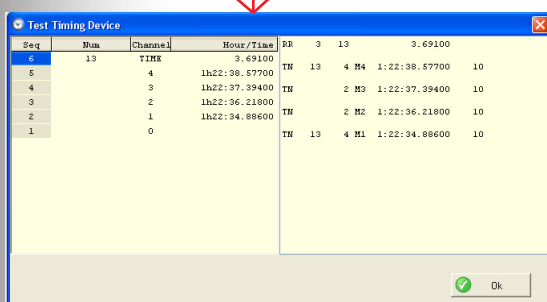 Test Timing Device
Seq Num Channel Hour/Time
6 13 TIME 3.69100
5 4 1h22:38.57700
4 3 1h22:37.39400
3 2 1h22:36.21800
2 1 1h22:34.88600
1 0
RR 3 13 3.69100
TN 13 4 M4 1:22:38.57700 10
TN 2 M3 1:22:37.39400 10
TN 2 M2 1:22:36.21800 10
TN 13 4 M1 1:22:34.88600 10
Ok